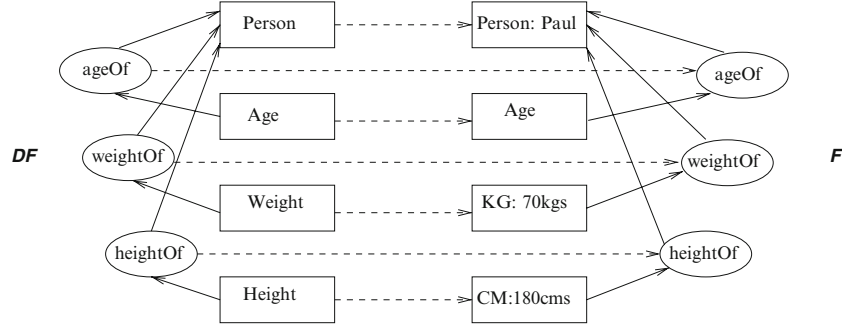 Person
Person: Paul
ageOf
ageOf
Age
Age
DF
weightOf
weightOf
F
Weight
KG: 70kgs
heightOf
heightOf
Height
CM:180cms